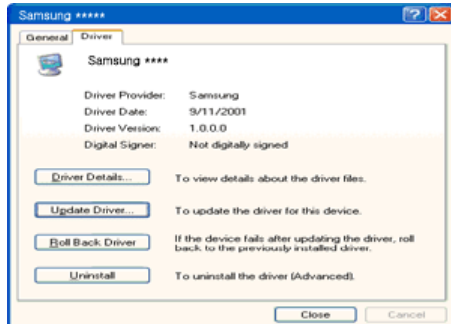 Samsung *****
General Driver
Samsung ****
Driver Provider: Samsung
Driver Date: 9/11/2001
Driver Version: 1.0.0.0
Digital Signer: Not digitally signed
Driver Details... To view details about the driver files.
Update Driver... To update the driver for this device.
Roll Back Driver If the device fails after updating the driver, roll
back to the previously installed driver.
Uninstall To uninstall the driver (Advanced).
Close Cancel